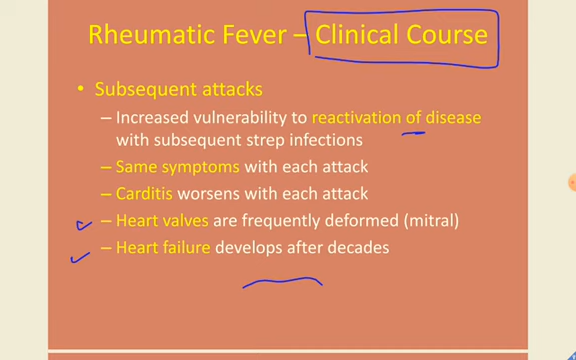 Rheumatic Fever – Clinical Course
• Subsequent attacks
– Increased vulnerability to reactivation of disease
with subsequent strep infections
– Same symptoms with each attack
– Carditis worsens with each attack
– Heart valves are frequently deformed (mitral)
– Heart failure develops after decades